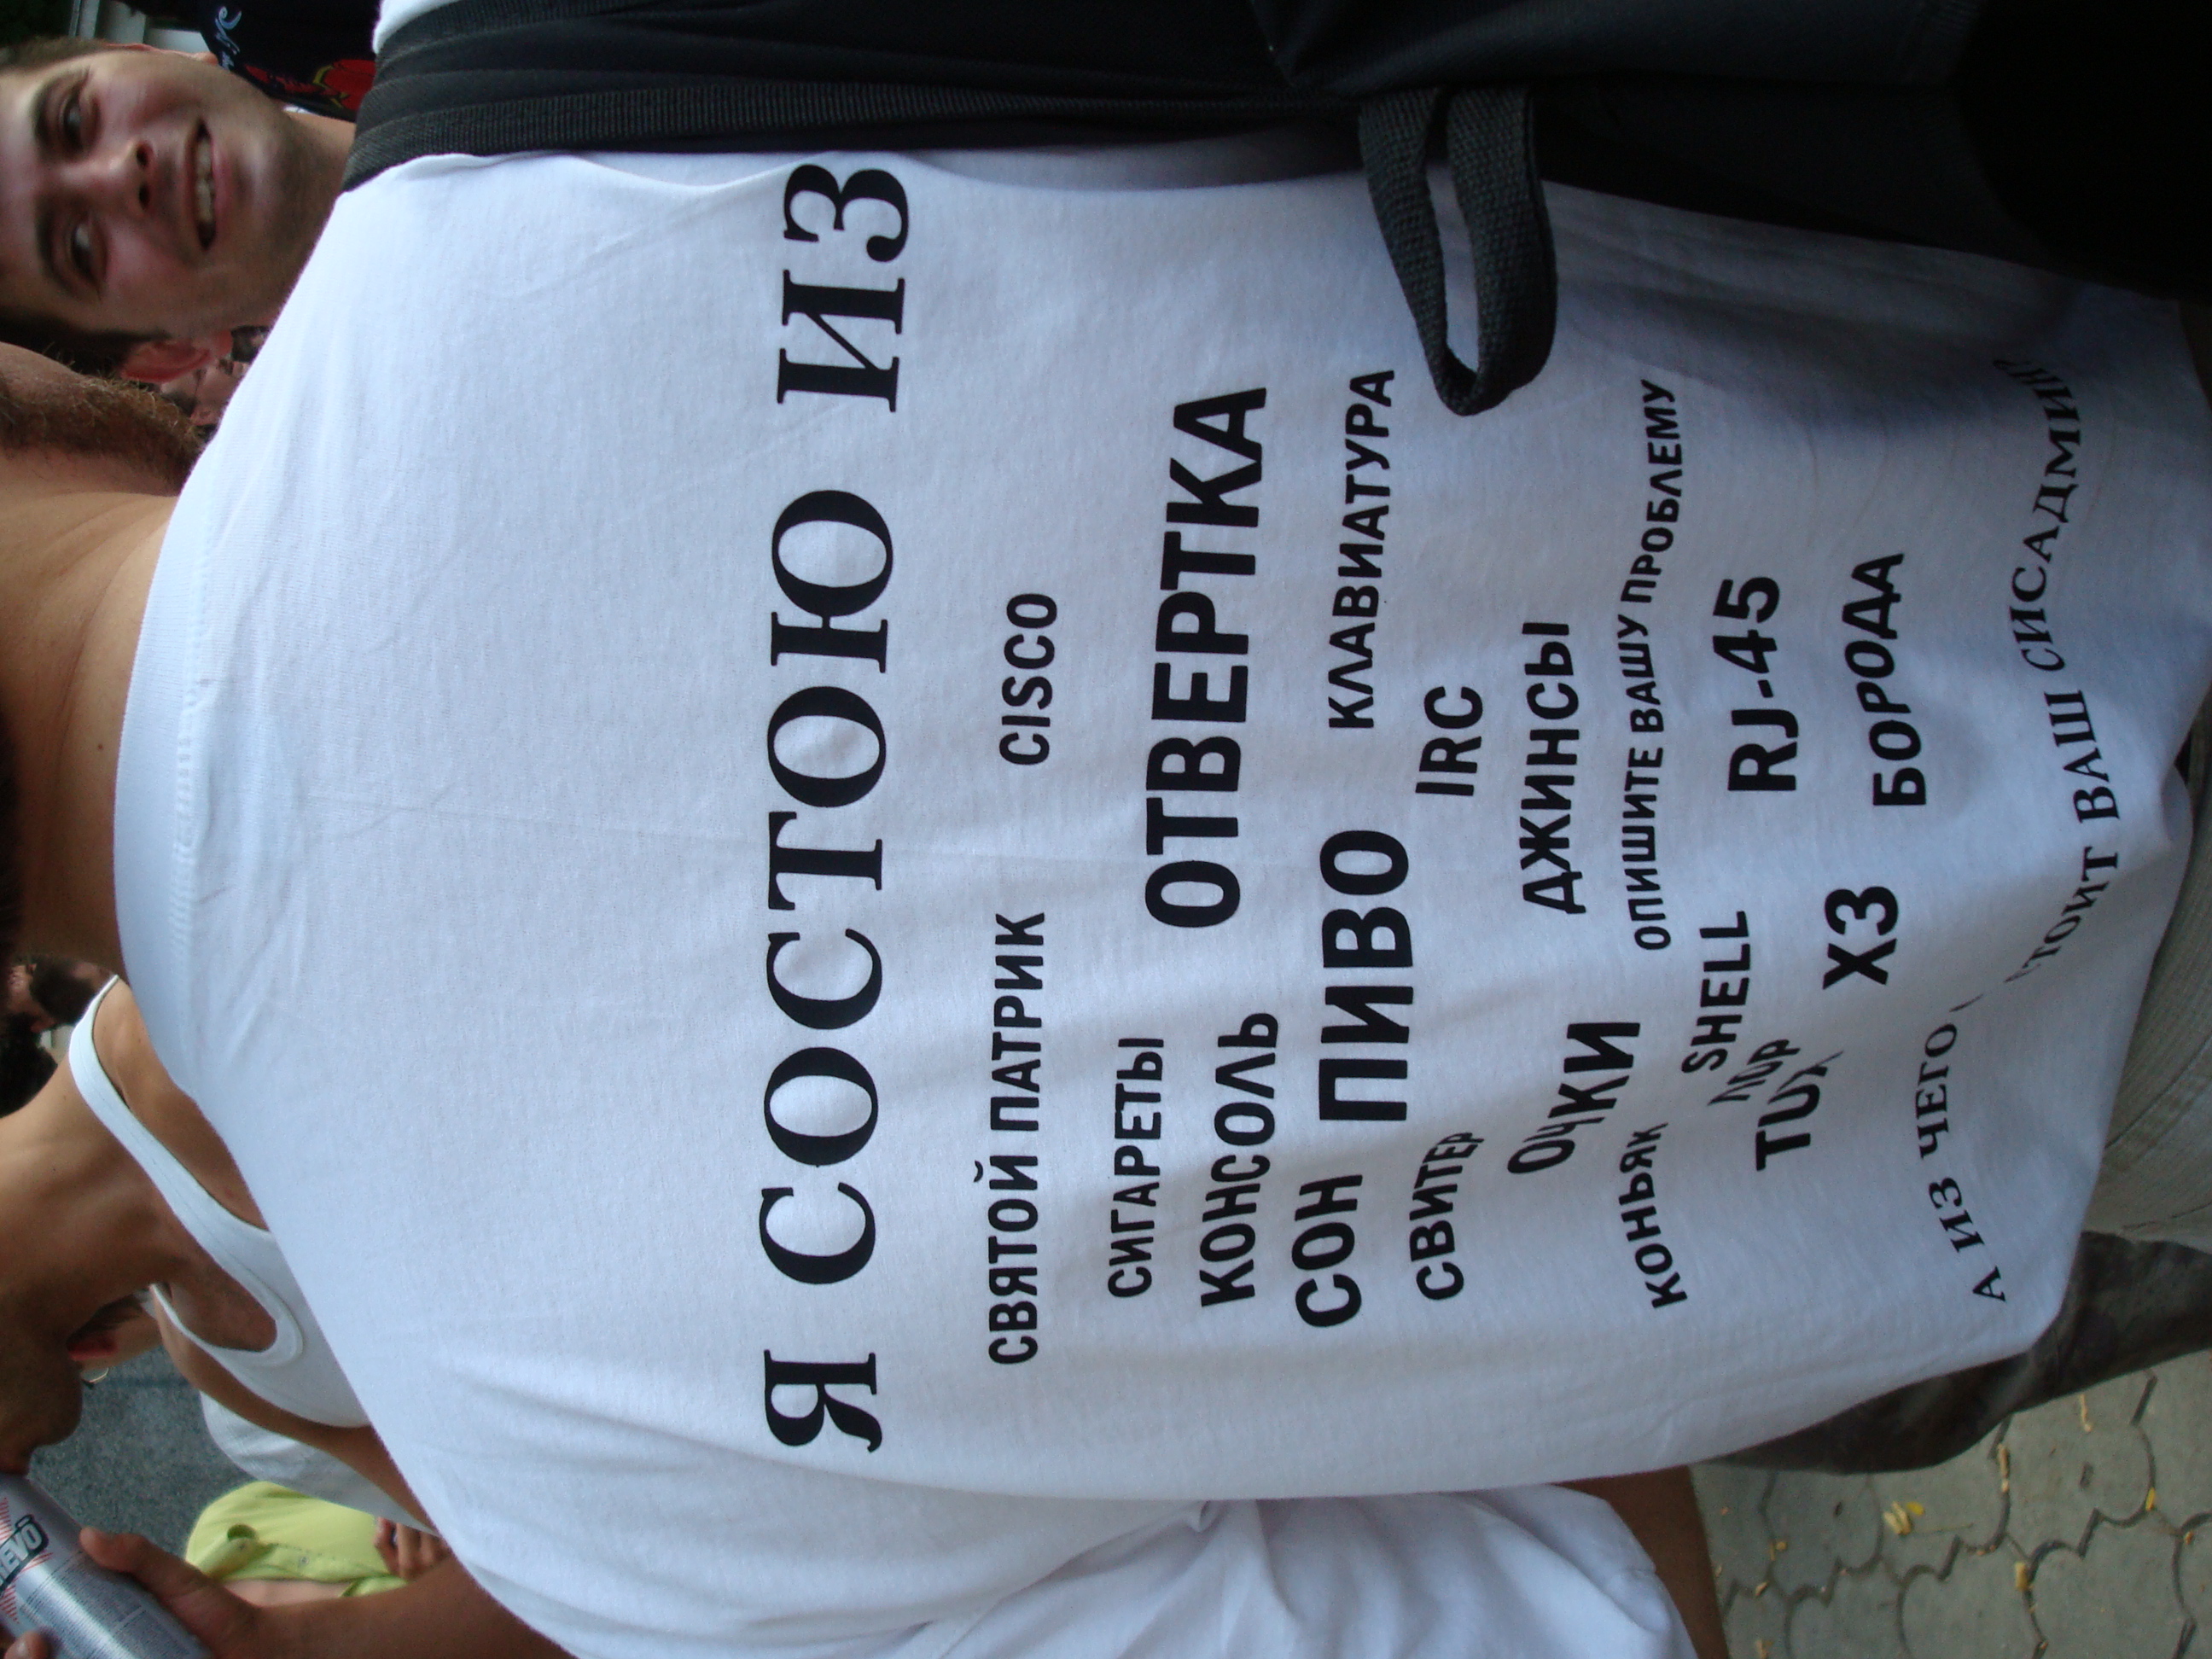 Я СОСТОЮ ИЗ
СВЯТОЙ ПАТРИК CISCO
СИГАРЕТЫ ОТВЕРТКА
КОНСОЛЬ
СОН ПИВО КЛАВИАТУРА
СВИТЕР IRC
ОЧКИ ДЖИНСЫ
КОНЬЯК ОПИШИТЕ ВАШУ ПРОБЛЕМУ
SHELL RJ-45
TUX ХЗ БОРОДА
А ИЗ ЧЕГО ВАШ СИСАДМИН?